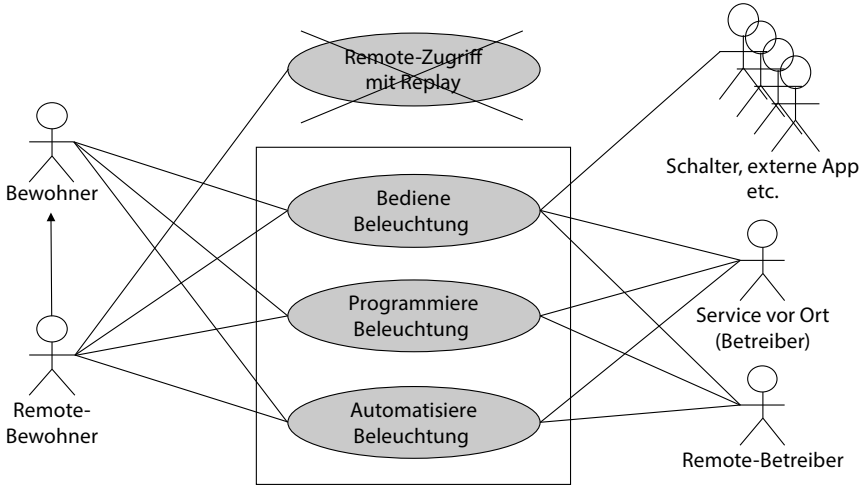 Remote-Zugriff
mit Replay
Schalter, externe App
etc.
Bewohner
Bediene
Beleuchtung
Programmiere
Beleuchtung
Service vor Ort
(Betreiber)
Remote-
Bewohner
Automatisiere
Beleuchtung
Remote-Betreiber